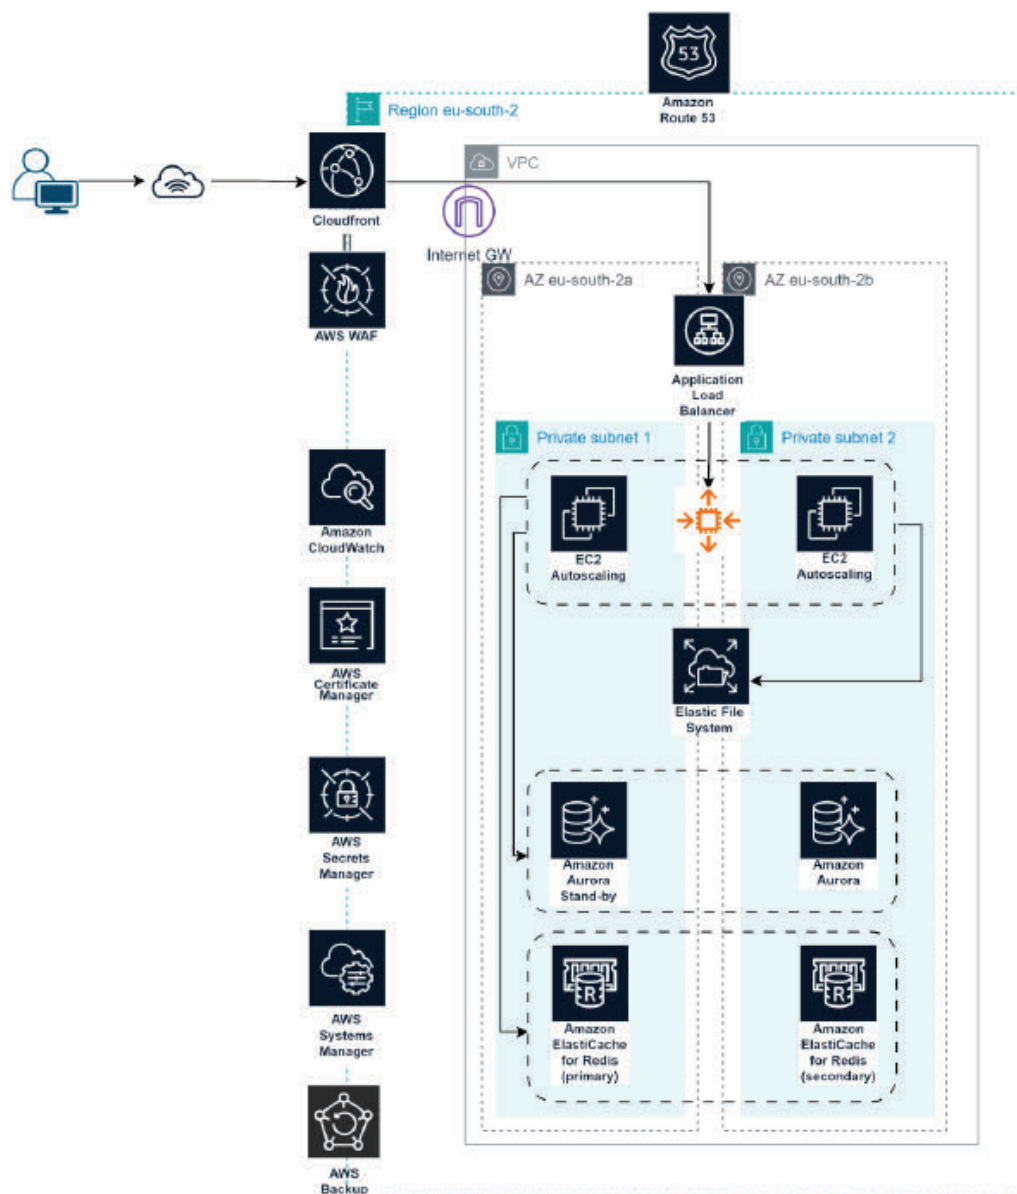 53
Amazon
Route 53
Region eu-south-2
VPC
Cloudfront
Internet GW
AZ eu-south-2a
AZ eu-south-2b
AWS WAF
Application
Load
Balancer
Private subnet 1
Private subnet 2
Amazon
CloudWatch
EC2
Autoscaling
EC2
Autoscaling
AWS
Certificate
Manager
Elastic File
System
AWS
Secrets
Manager
Amazon
Aurora
Stand-by
Amazon
Aurora
AWS
Systems
Manager
R
Amazon
ElastiCache
for Redis
(primary)
R
Amazon
ElastiCache
for Redis
(secondary)
AWS
Backup